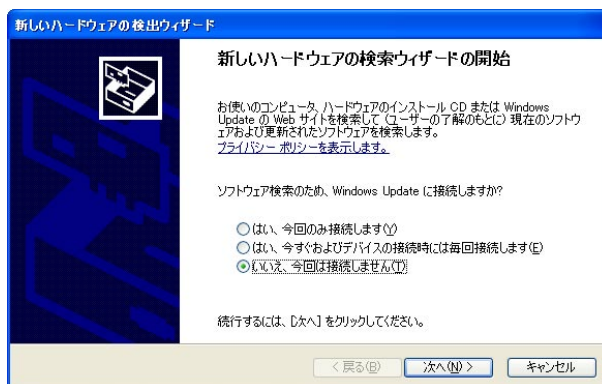 新しいハードウェアの検出ウィザード
新しいハードウェアの検索ウィザードの開始
お使いのコンピュータ、ハードウェアのインストール CD または Windows
Update の Web サイトを検索して (ユーザーの了解のもとに) 現在のソフトウ
ェアおよび更新されたソフトウェアを検索します。
プライバシー ポリシーを表示します。
ソフトウェア検索のため、Windows Update に接続しますか?
はい、今回のみ接続します(Y)
はい、今すぐおよびデバイスの接続時には毎回接続します(E)
いいえ、今回は接続しません(T)
続行するには、[次へ] をクリックしてください。
< 戻る(B) 次へ(N) > キャンセル